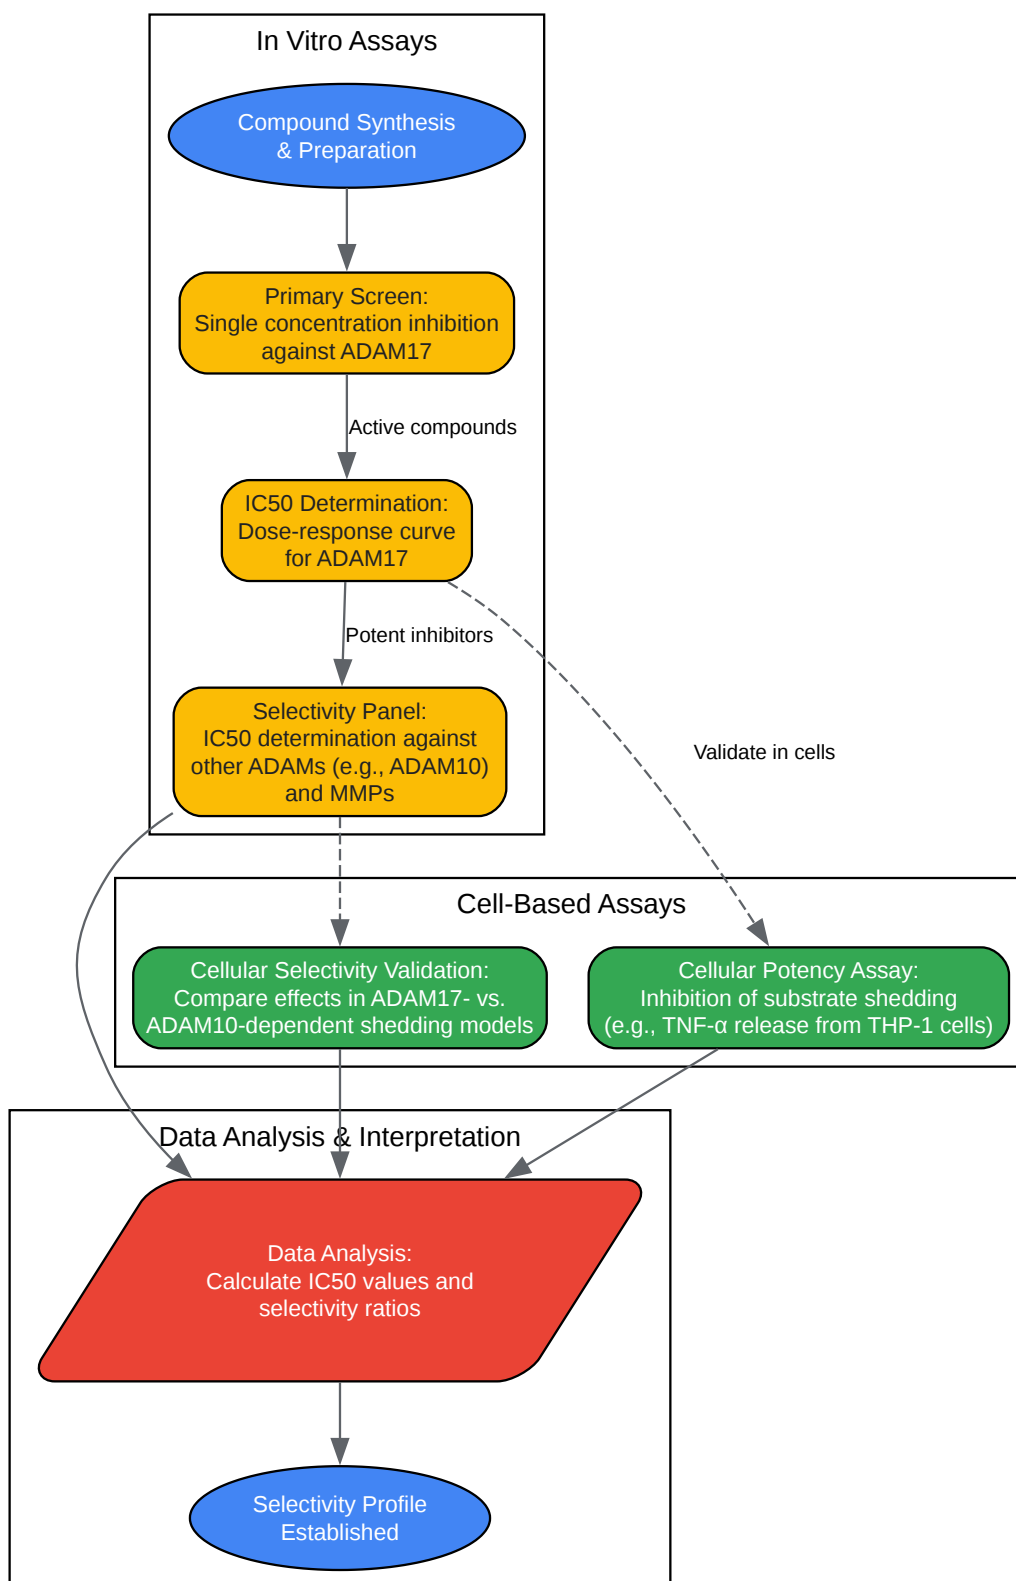 In Vitro Assays
Compound Synthesis
& Preparation
Primary Screen:
Single concentration inhibition
against ADAM17
Active compounds
IC50 Determination:
Dose-response curve
for ADAM17
Potent inhibitors
Selectivity Panel:
IC50 determination against
other ADAMs (e.g., ADAM10)
and MMPs
Validate in cells
Cell-Based Assays
Cellular Selectivity Validation:
Compare effects in ADAM17- vs.
ADAM10-dependent shedding models
Cellular Potency Assay:
Inhibition of substrate shedding
(e.g., TNF-α release from THP-1 cells)
Data Analysis & Interpretation
Data Analysis:
Calculate IC50 values and
selectivity ratios
Selectivity Profile
Established